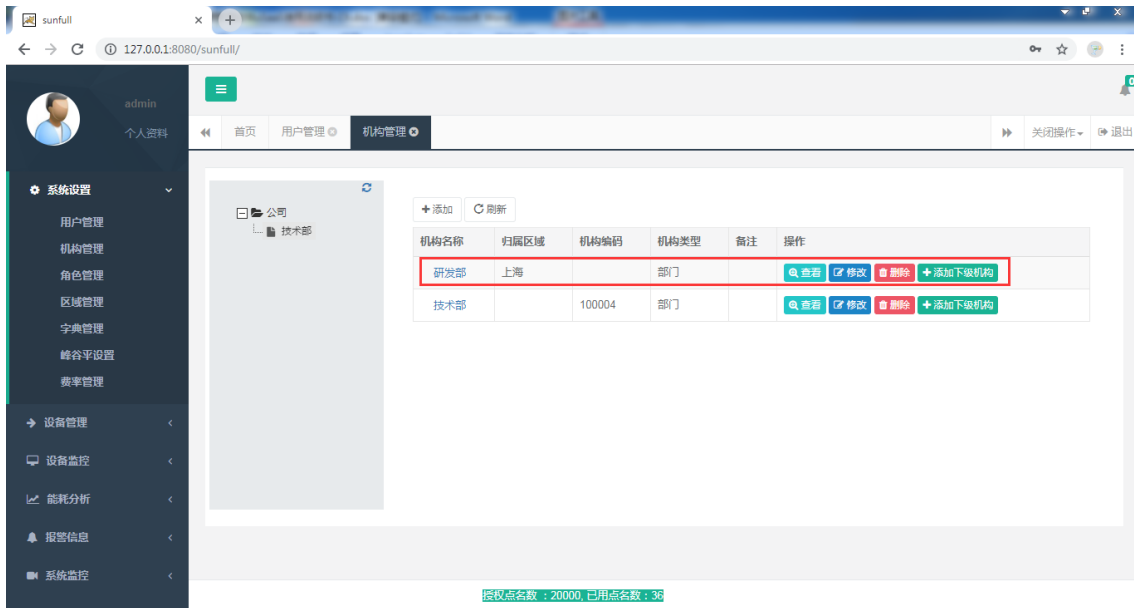 sunfull
127.0.0.1:8080/sunfull/
admin
个人资料
首页 用户管理 机构管理 关闭操作 退出
0
系统设置
用户管理
机构管理
角色管理
区域管理
字典管理
峰谷平设置
费率管理
设备管理
设备监控
能耗分析
报警信息
系统监控
公司
技术部
添加 刷新
机构名称 归属区域 机构编码 机构类型 备注 操作
研发部 上海 部门 查看 修改 删除 添加下级机构
技术部 100004 部门 查看 修改 删除 添加下级机构
授权点名数 : 20000, 已用点名数 : 36